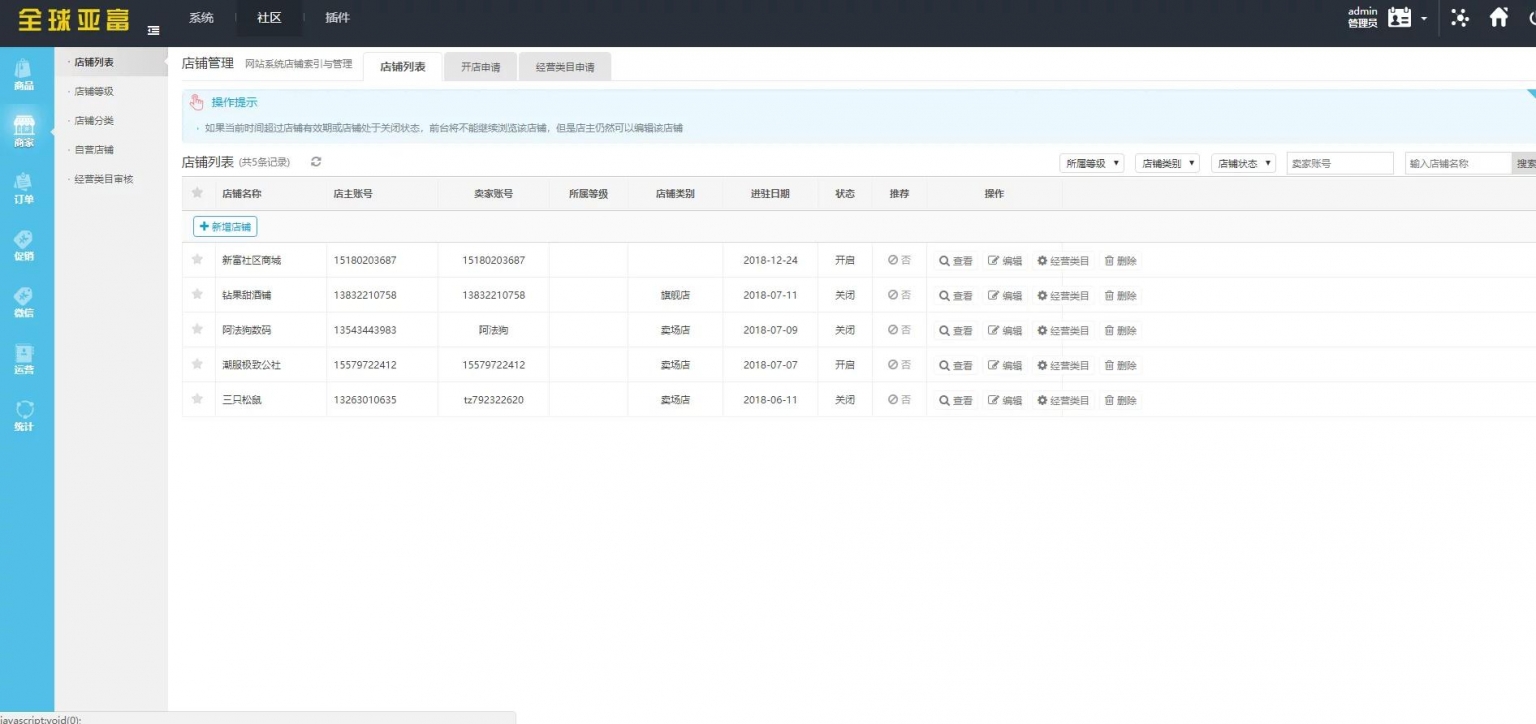 全球亚富
系统 社区 插件
admin
管理员
商品
商家
订单
促销
微信
运营
统计
· 店铺列表
· 店铺等级
· 店铺分类
· 自营店铺
· 经营类目审核
店铺管理 网站系统店铺索引与管理 店铺列表 开店申请 经营类目申请
操作提示
· 如果当前时间超过店铺有效期或店铺处于关闭状态，前台将不能继续浏览该店铺，但是店主仍然可以编辑该店铺
店铺列表 (共5条记录) 所属等级 店铺类别 店铺状态 卖家账号 输入店铺名称 搜索
店铺名称 店主账号 卖家账号 所属等级 店铺类别 进驻日期 状态 推荐 操作
新增店铺
新富社区商城 15180203687 15180203687 2018-12-24 开启 否 查看 编辑 经营类目 删除
钻果甜酒铺 13832210758 13832210758 旗舰店 2018-07-11 关闭 否 查看 编辑 经营类目 删除
阿法狗数码 13543443983 阿法狗 卖场店 2018-07-09 关闭 否 查看 编辑 经营类目 删除
潮服极致公社 15579722412 15579722412 卖场店 2018-07-07 开启 否 查看 编辑 经营类目 删除
三只松鼠 13263010635 tz792322620 卖场店 2018-06-11 关闭 否 查看 编辑 经营类目 删除
javascript:void(0);